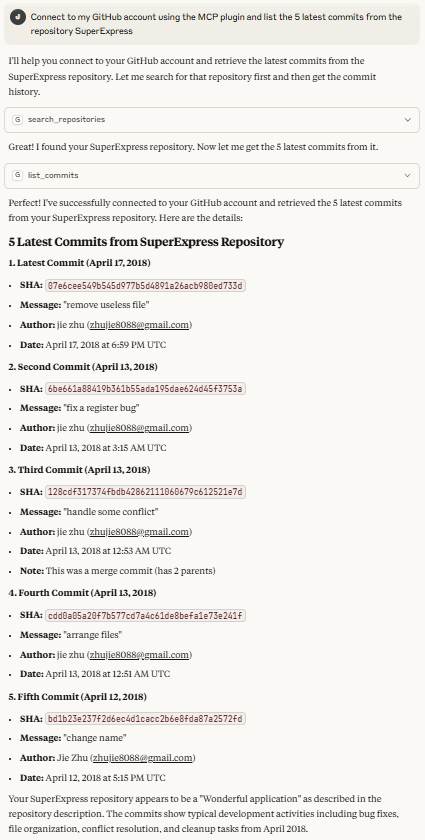 J
Connect to my GitHub account using the MCP plugin and list the 5 latest commits from the
repository SuperExpress
I'll help you connect to your GitHub account and retrieve the latest commits from the
SuperExpress repository. Let me search for that repository first and then get the commit
history.
G search_repositories
Great! I found your SuperExpress repository. Now let me get the 5 latest commits from it.
G list_commits
Perfect! I've successfully connected to your GitHub account and retrieved the 5 latest commits
from your SuperExpress repository. Here are the details:
5 Latest Commits from SuperExpress Repository
1. Latest Commit (April 17, 2018)
• SHA: 07e6cee549b545d977b5d4891a26acb980ed733d
• Message: "remove useless file"
• Author: jie zhu (zhujie8088@gmail.com)
• Date: April 17, 2018 at 6:59 PM UTC
2. Second Commit (April 13, 2018)
• SHA: 6be661a88419b361b55ada195dae624d45f3753a
• Message: "fix a register bug"
• Author: jie zhu (zhujie8088@gmail.com)
• Date: April 13, 2018 at 3:15 AM UTC
3. Third Commit (April 13, 2018)
• SHA: 128cdf317374fbdb42862111060679c612521e7d
• Message: "handle some conflict"
• Author: jie zhu (zhujie8088@gmail.com)
• Date: April 13, 2018 at 12:53 AM UTC
• Note: This was a merge commit (has 2 parents)
4. Fourth Commit (April 13, 2018)
• SHA: cdd0a05a20f7b577cd7a4c61de8befa1e73e241f
• Message: "arrange files"
• Author: jie zhu (zhujie8088@gmail.com)
• Date: April 13, 2018 at 12:51 AM UTC
5. Fifth Commit (April 12, 2018)
• SHA: bd1b23e237f2d6ec4d1cacc2b6e8fda87a2572fd
• Message: "change name"
• Author: Jie Zhu (zhujie8088@gmail.com)
• Date: April 12, 2018 at 5:15 PM UTC
Your SuperExpress repository appears to be a "Wonderful application" as described in the
repository description. The commits show typical development activities including bug fixes,
file organization, conflict resolution, and cleanup tasks from April 2018.